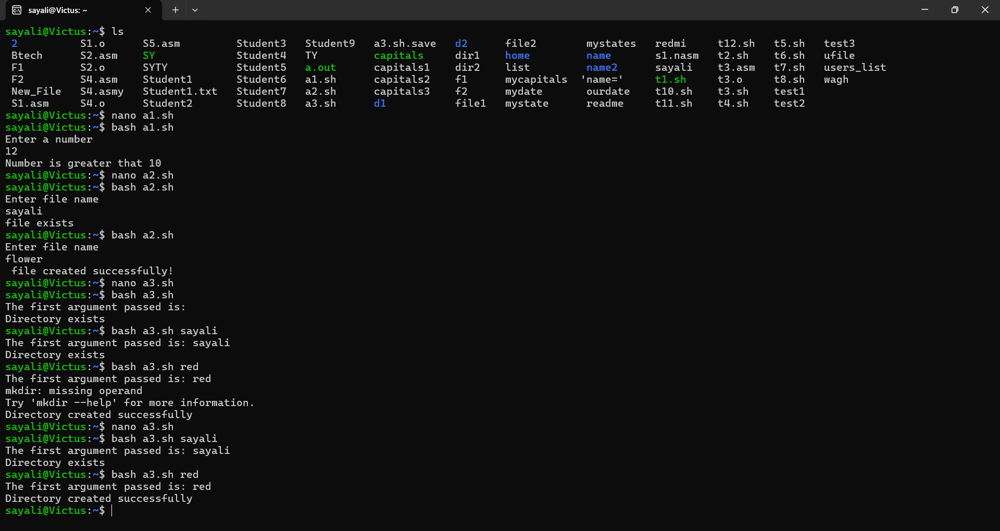 sayali@Victus: ~
sayali@Victus:~$ ls
2 S1.o S5.asm Student3 Student9 a3.sh.save d2 file2 mystates redmi t12.sh t5.sh test3
Btech S2.asm SY Student4 TY capitals dir1 home name s1.nasm t2.sh t6.sh ufile
F1 S2.o SYTY Student5 a.out capitals1 dir2 list name2 sayali t3.asm t7.sh users_list
F2 S4.asm Student1 Student6 a1.sh capitals2 f1 mycapitals 'name=' t1.sh t3.o t8.sh wagh
New_File S4.asmy Student1.txt Student7 a2.sh capitals3 f2 mydate ourdate t10.sh t3.sh test1
S1.asm S4.o Student2 Student8 a3.sh d1 file1 mystate readme t11.sh t4.sh test2
sayali@Victus:~$ nano a1.sh
sayali@Victus:~$ bash a1.sh
Enter a number
12
Number is greater that 10
sayali@Victus:~$ nano a2.sh
sayali@Victus:~$ bash a2.sh
Enter file name
sayali
file exists
sayali@Victus:~$ bash a2.sh
Enter file name
flower
file created successfully!
sayali@Victus:~$ nano a3.sh
sayali@Victus:~$ bash a3.sh
The first argument passed is:
Directory exists
sayali@Victus:~$ bash a3.sh sayali
The first argument passed is: sayali
Directory exists
sayali@Victus:~$ bash a3.sh red
The first argument passed is: red
mkdir: missing operand
Try 'mkdir --help' for more information.
Directory created successfully
sayali@Victus:~$ nano a3.sh
sayali@Victus:~$ bash a3.sh sayali
The first argument passed is: sayali
Directory exists
sayali@Victus:~$ bash a3.sh red
The first argument passed is: red
Directory created successfully
sayali@Victus:~$